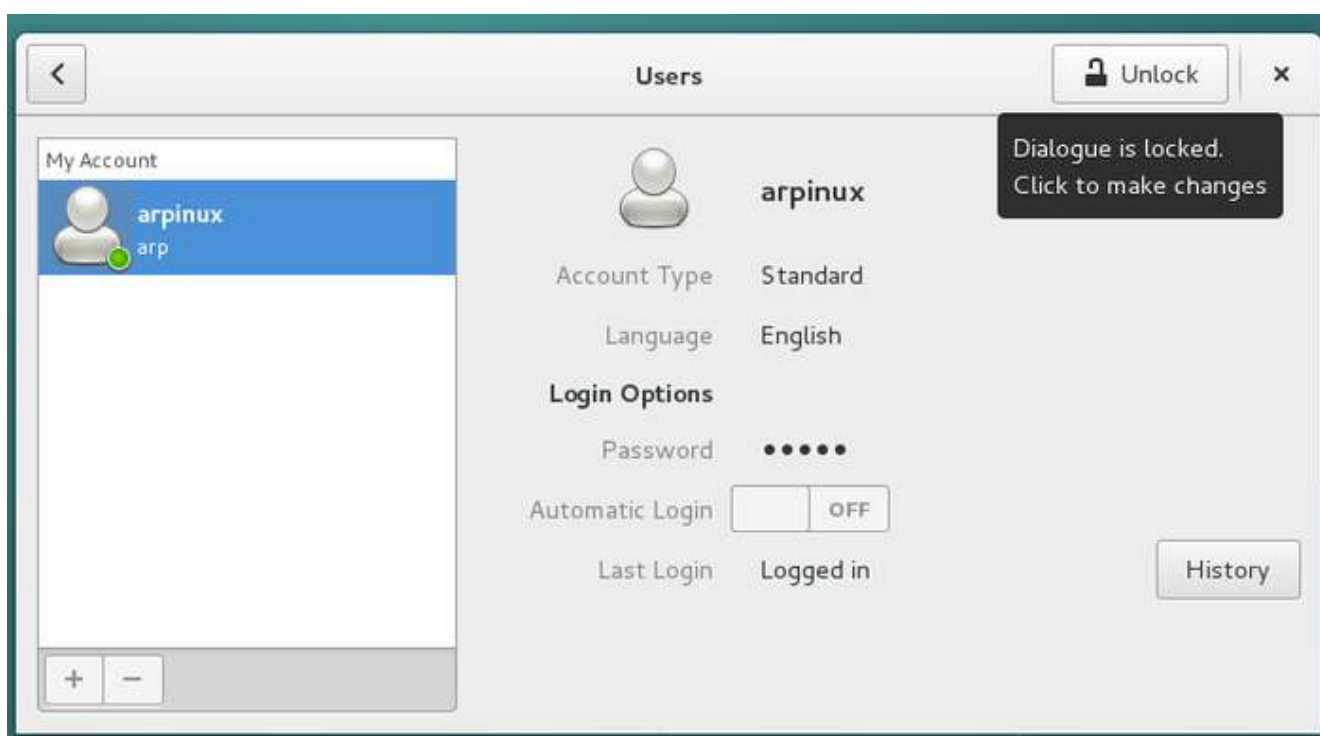 Users
Unlock
Dialogue is locked.
Click to make changes
My Account
arpinux
arp
arpinux
Account Type Standard
Language English
Login Options
Password •••••
Automatic Login OFF
Last Login Logged in
History